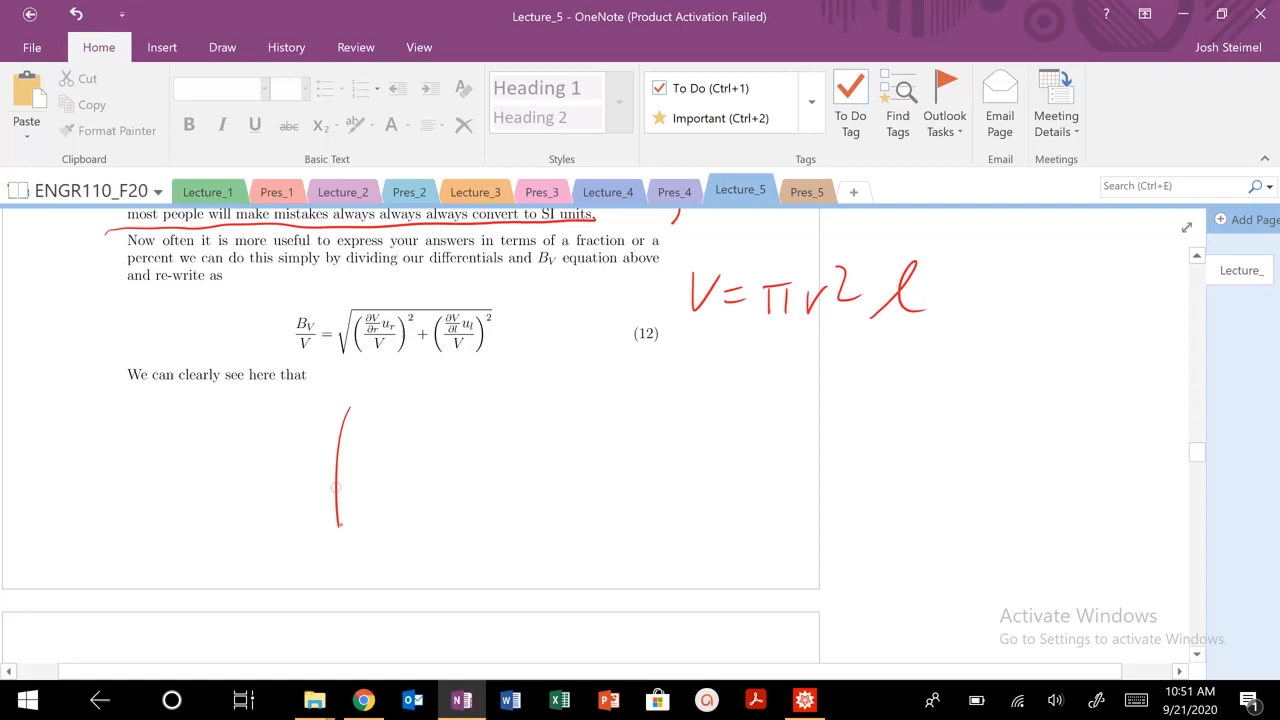 Lecture_5 - OneNote (Product Activation Failed)
File Home Insert Draw History Review View Josh Steimel
Paste Cut Copy Format Painter
Clipboard
B I U abc X₂ A
Basic Text
Heading 1
Heading 2
Styles
To Do (Ctrl+1)
Important (Ctrl+2)
To Do Tag
Find Tags
Outlook Tasks
Tags
Email Page
Email
Meeting Details
Meetings
ENGR110_F20 Lecture_1 Pres_1 Lecture_2 Pres_2 Lecture_3 Pres_3 Lecture_4 Pres_4 Lecture_5 Pres_5 +
Search (Ctrl+E)
Add Page
Lecture_
most people will make mistakes always always always convert to SI units.
Now often it is more useful to express your answers in terms of a fraction or a
percent we can do this simply by dividing our differentials and B_V equation above
and re-write as
V = πr² l
B_V/V = √((∂V/∂r u_r / V)² + (∂V/∂l u_l / V)²) (12)
We can clearly see here that
(
Activate Windows
Go to Settings to activate Windows.
10:51 AM
9/21/2020
1